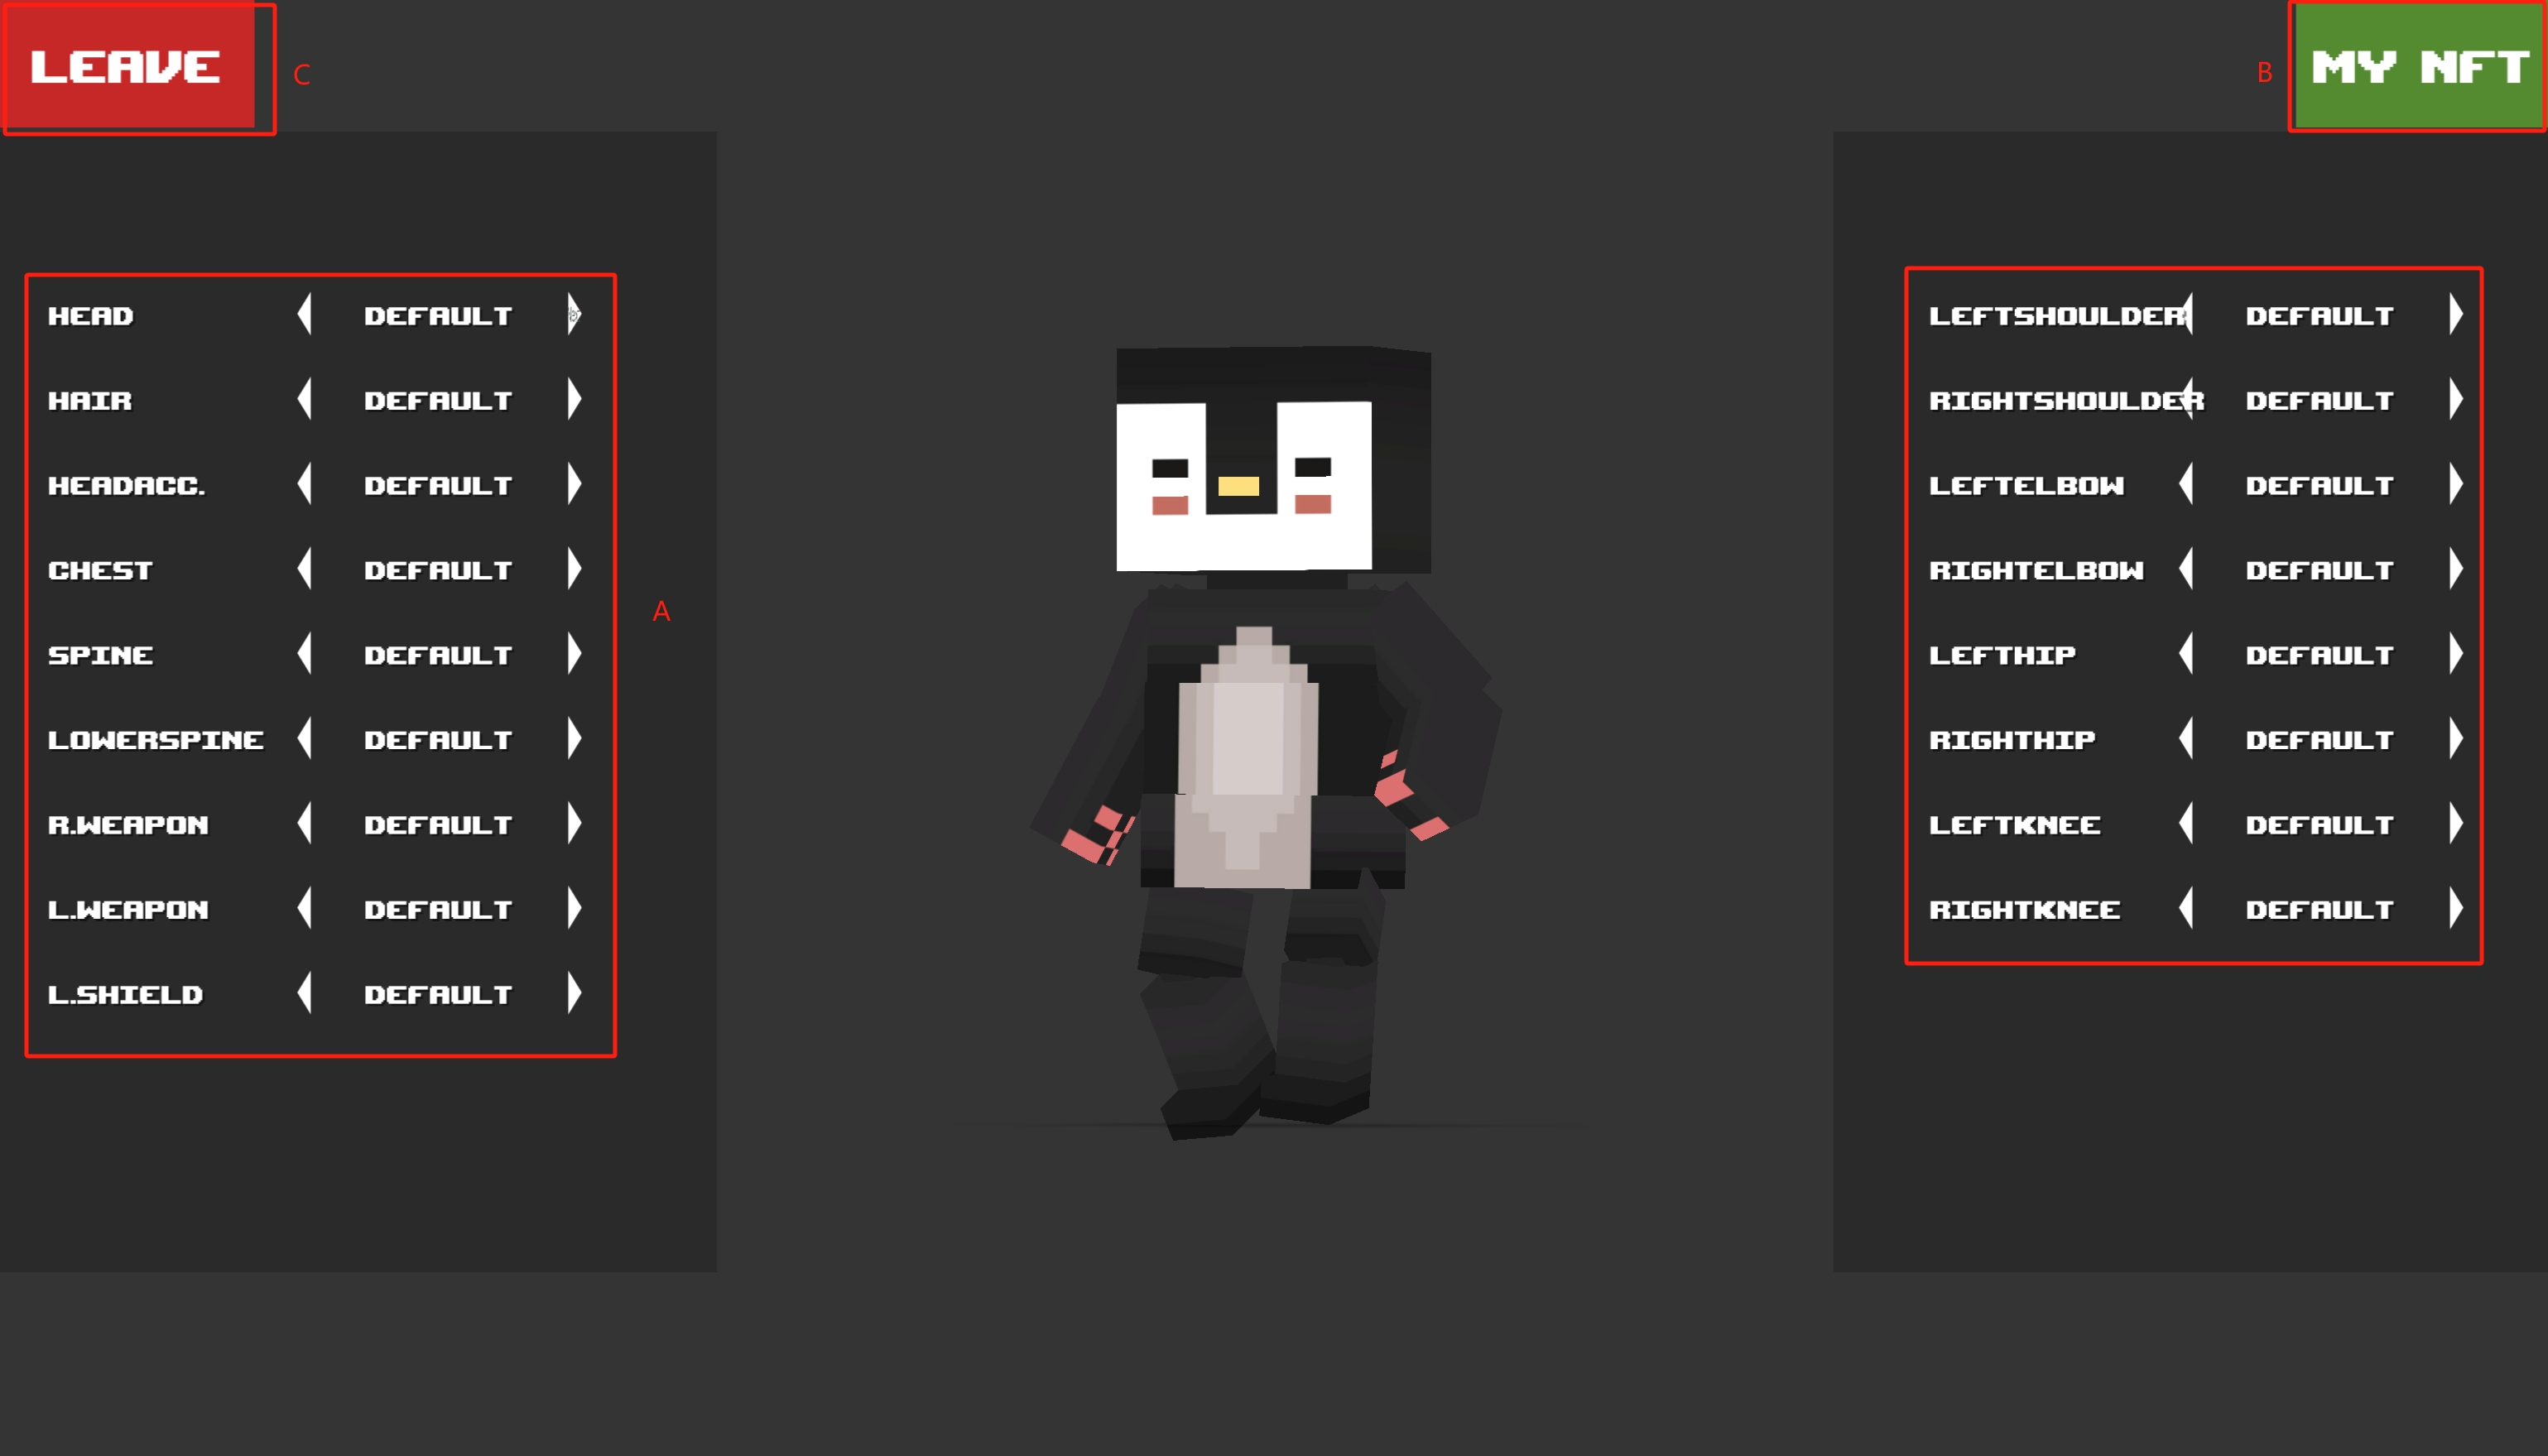 LEAVE
C
B
MY NFT
HEAD DEFAULT
HAIR DEFAULT
HEADACC. DEFAULT
CHEST DEFAULT
SPINE DEFAULT
LOWERSPINE DEFAULT
R.WEAPON DEFAULT
L.WEAPON DEFAULT
L.SHIELD DEFAULT
A
LEFTSHOULDER DEFAULT
RIGHTSHOULDER DEFAULT
LEFTELBOW DEFAULT
RIGHTELBOW DEFAULT
LEFTHIP DEFAULT
RIGHTHIP DEFAULT
LEFTKNEE DEFAULT
RIGHTKNEE DEFAULT